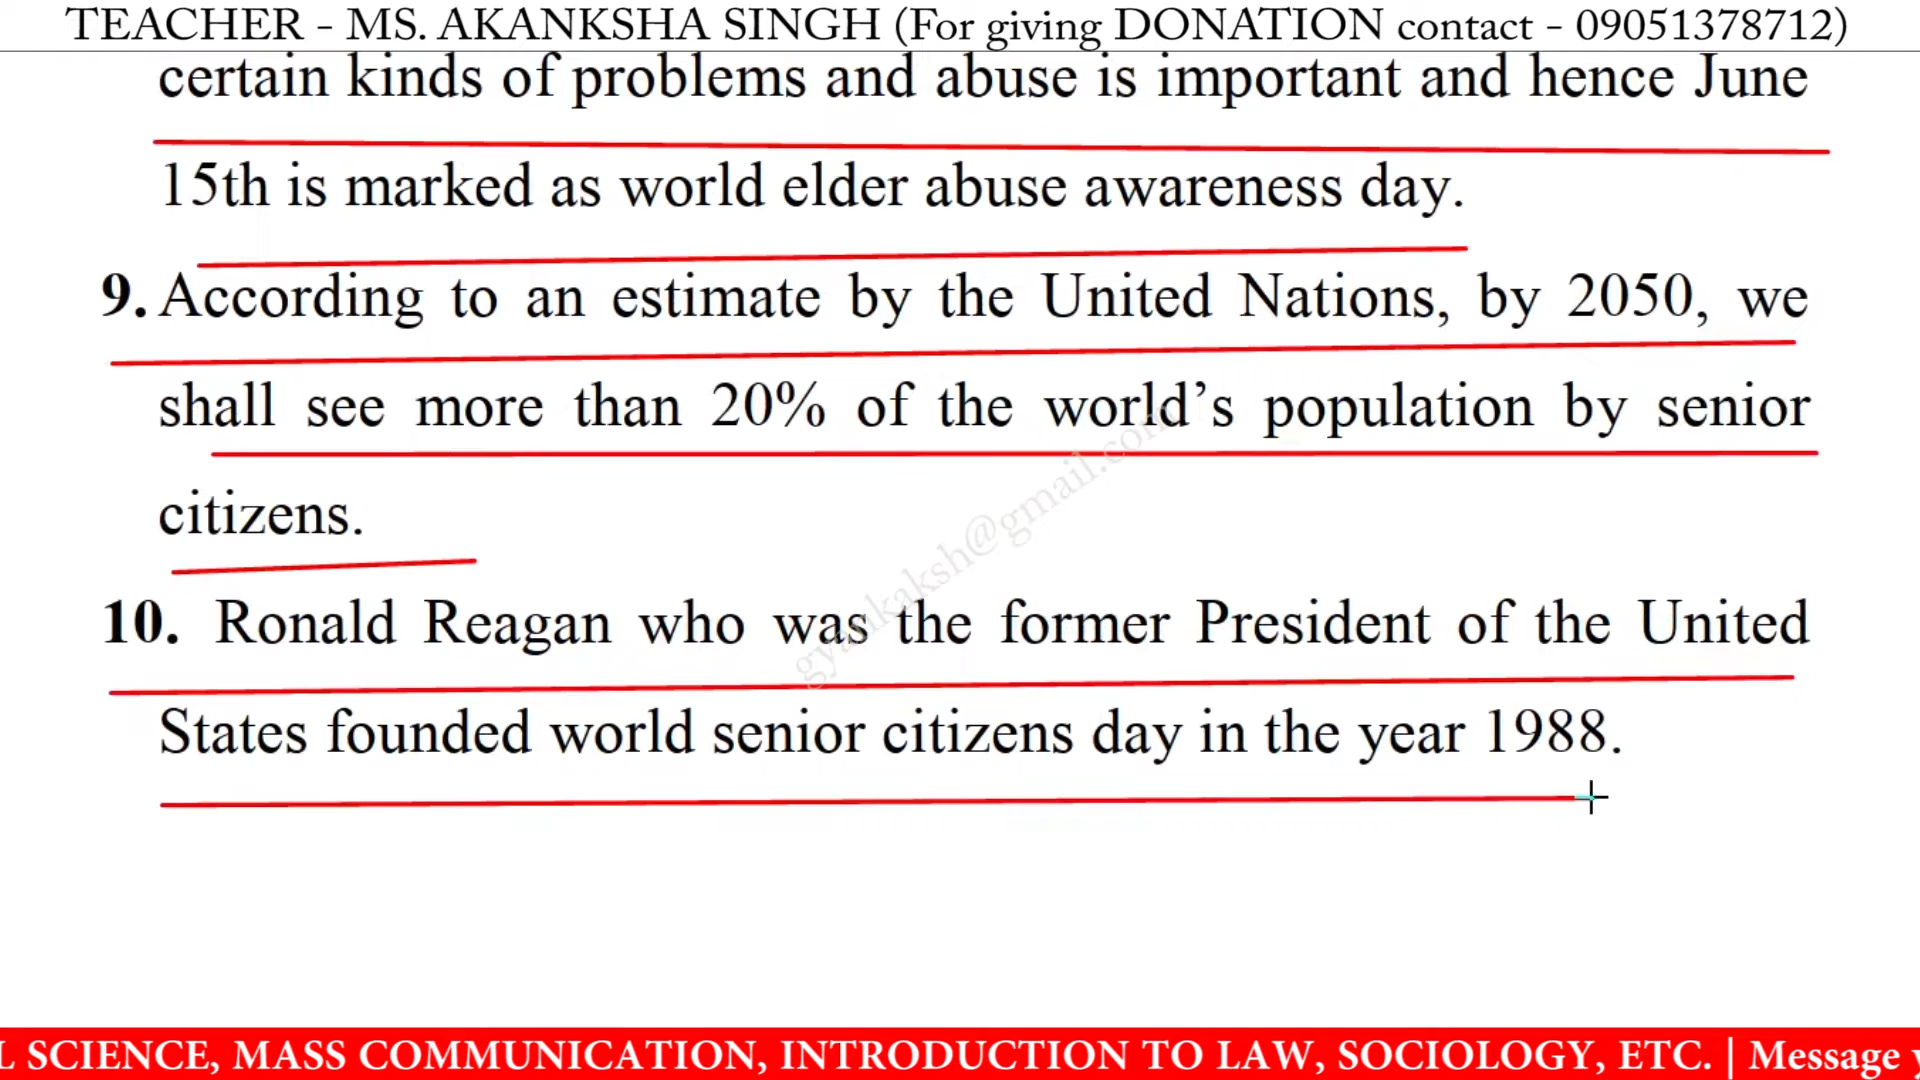 TEACHER - MS. AKANKSHA SINGH (For giving DONATION contact - 09051378712)
certain kinds of problems and abuse is important and hence June
15th is marked as world elder abuse awareness day.
9. According to an estimate by the United Nations, by 2050, we
shall see more than 20% of the world’s population by senior
citizens.
gyankaksh@gmail.com
10. Ronald Reagan who was the former President of the United
States founded world senior citizens day in the year 1988.
L SCIENCE, MASS COMMUNICATION, INTRODUCTION TO LAW, SOCIOLOGY, ETC. | Message